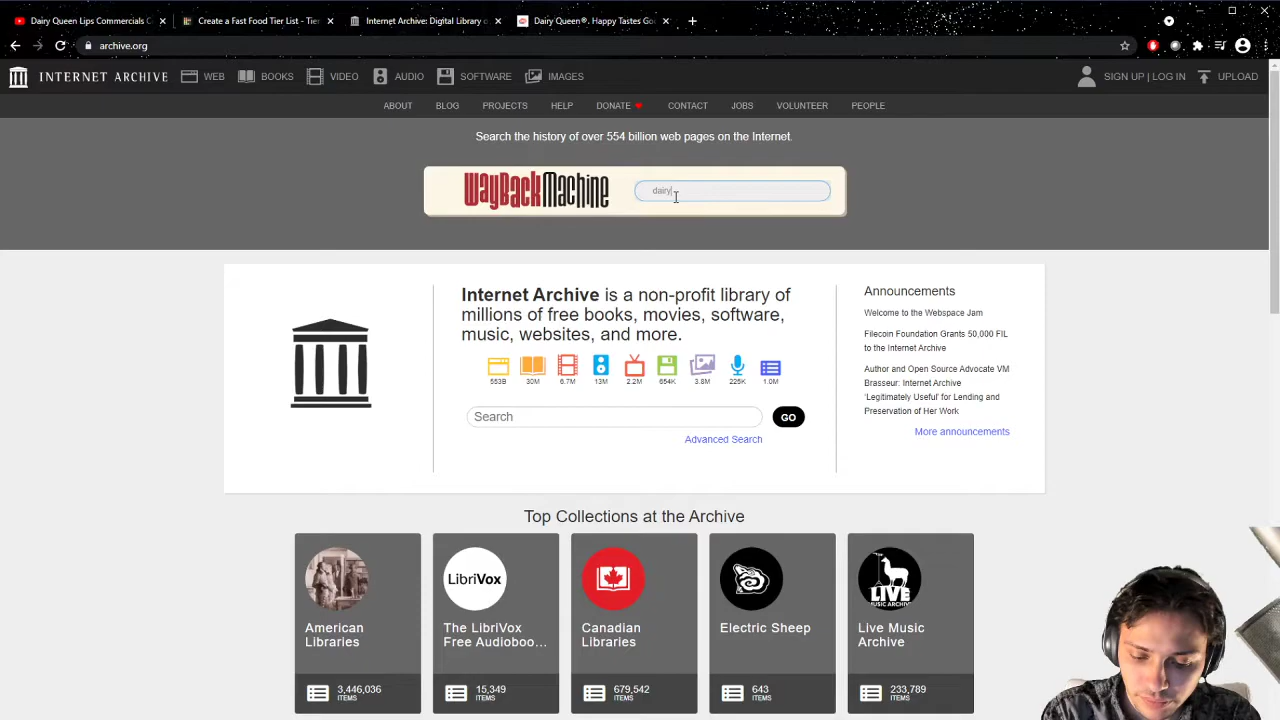 Dairy Queen Lips Commercials C
Create a Fast Food Tier List - Tier
Internet Archive: Digital Library o
Dairy Queen®. Happy Tastes Go
archive.org
INTERNET ARCHIVE
WEB
BOOKS
VIDEO
AUDIO
SOFTWARE
IMAGES
SIGN UP | LOG IN
UPLOAD
ABOUT
BLOG
PROJECTS
HELP
DONATE
CONTACT
JOBS
VOLUNTEER
PEOPLE
Search the history of over 554 billion web pages on the Internet.
WayBackMachine
dairy
Internet Archive is a non-profit library of
millions of free books, movies, software,
music, websites, and more.
553B
30M
6.7M
13M
2.2M
654K
3.8M
225K
1.0M
Search
GO
Advanced Search
Announcements
Welcome to the Webspace Jam
Filecoin Foundation Grants 50,000 FIL
to the Internet Archive
Author and Open Source Advocate VM
Brasseur: Internet Archive
'Legitimately Useful' for Lending and
Preservation of Her Work
More announcements
Top Collections at the Archive
American
Libraries
3,446,036
ITEMS
LibriVox
The LibriVox
Free Audioboo...
15,349
ITEMS
Canadian
Libraries
679,542
ITEMS
Electric Sheep
643
ITEMS
LIVE
MUSIC ARCHIVE
Live Music
Archive
233,789
ITEMS